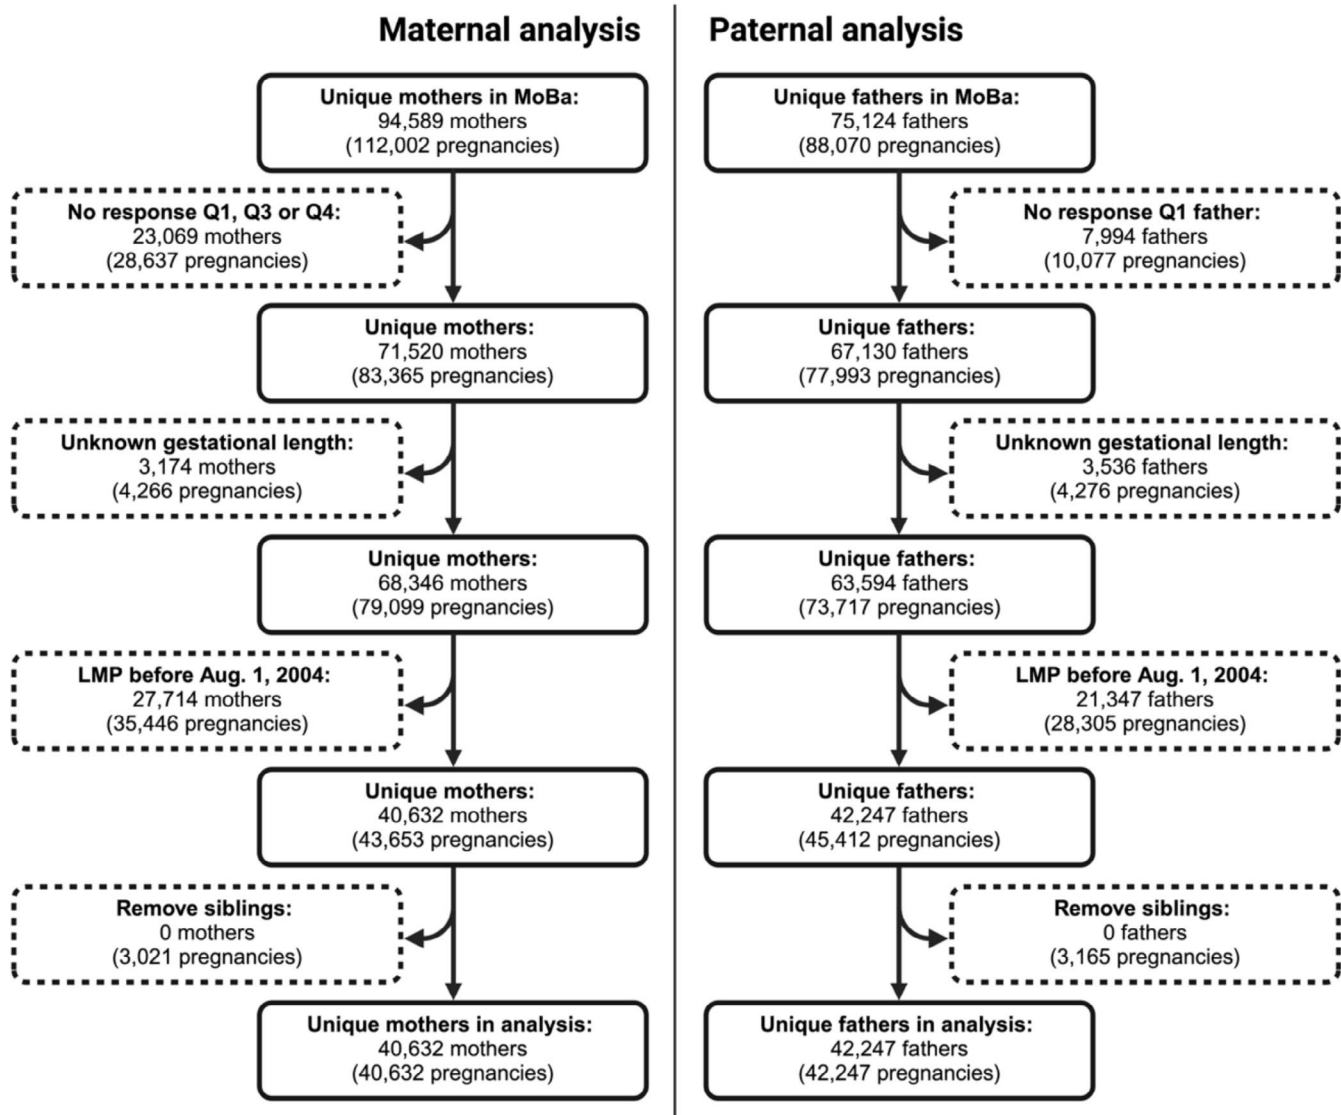 Maternal analysis
Unique mothers in MoBa:
94,589 mothers
(112,002 pregnancies)
No response Q1, Q3 or Q4:
23,069 mothers
(28,637 pregnancies)
Unique mothers:
71,520 mothers
(83,365 pregnancies)
Unknown gestational length:
3,174 mothers
(4,266 pregnancies)
Unique mothers:
68,346 mothers
(79,099 pregnancies)
LMP before Aug. 1, 2004:
27,714 mothers
(35,446 pregnancies)
Unique mothers:
40,632 mothers
(43,653 pregnancies)
Remove siblings:
0 mothers
(3,021 pregnancies)
Unique mothers in analysis:
40,632 mothers
(40,632 pregnancies)
Paternal analysis
Unique fathers in MoBa:
75,124 fathers
(88,070 pregnancies)
No response Q1 father:
7,994 fathers
(10,077 pregnancies)
Unique fathers:
67,130 fathers
(77,993 pregnancies)
Unknown gestational length:
3,536 fathers
(4,276 pregnancies)
Unique fathers:
63,594 fathers
(73,717 pregnancies)
LMP before Aug. 1, 2004:
21,347 fathers
(28,305 pregnancies)
Unique fathers:
42,247 fathers
(45,412 pregnancies)
Remove siblings:
0 fathers
(3,165 pregnancies)
Unique fathers in analysis:
42,247 fathers
(42,247 pregnancies)